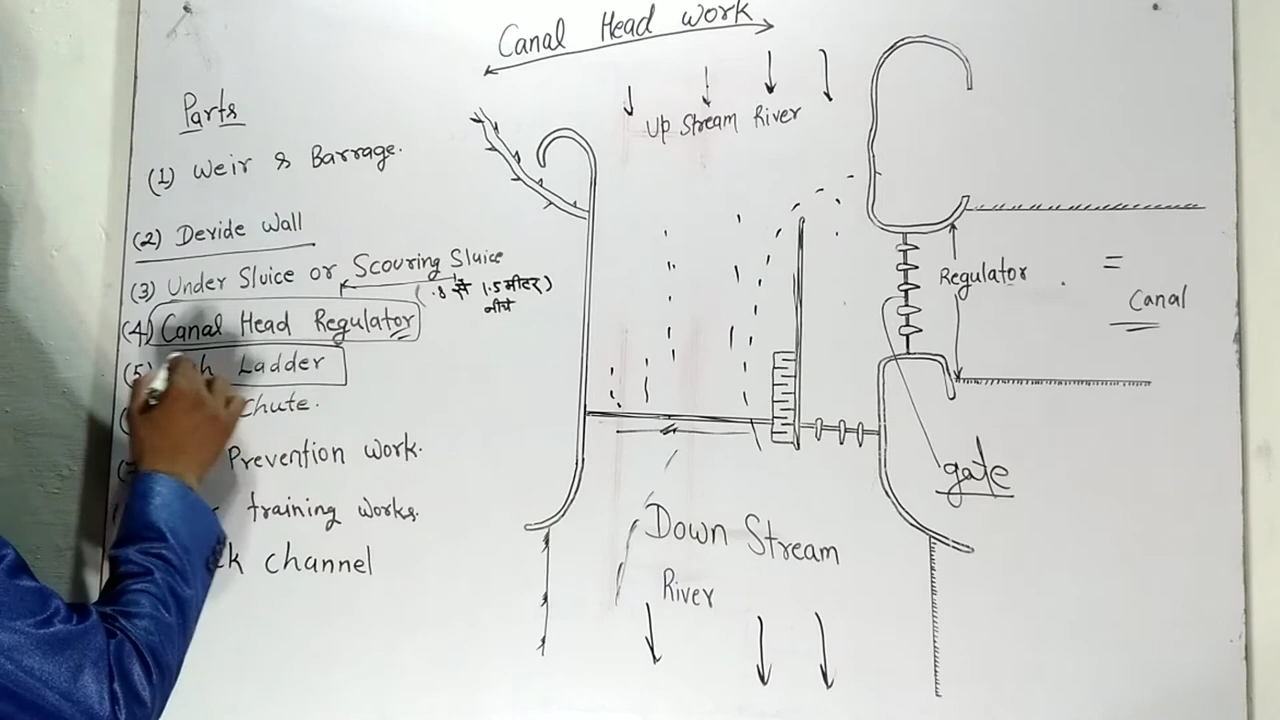 Canal Head work
Parts
(1) Weir & Barrage.
(2) Devide Wall
(3) Under Sluice or Scouring Sluice
(.8 से 1.5 मीटर)
नीचे
(4) Canal Head Regulator
(5) Ladder
Chute.
Prevention work.
training works.
channel
Up Stream River
Regulator
= Canal
gate
Down Stream
River